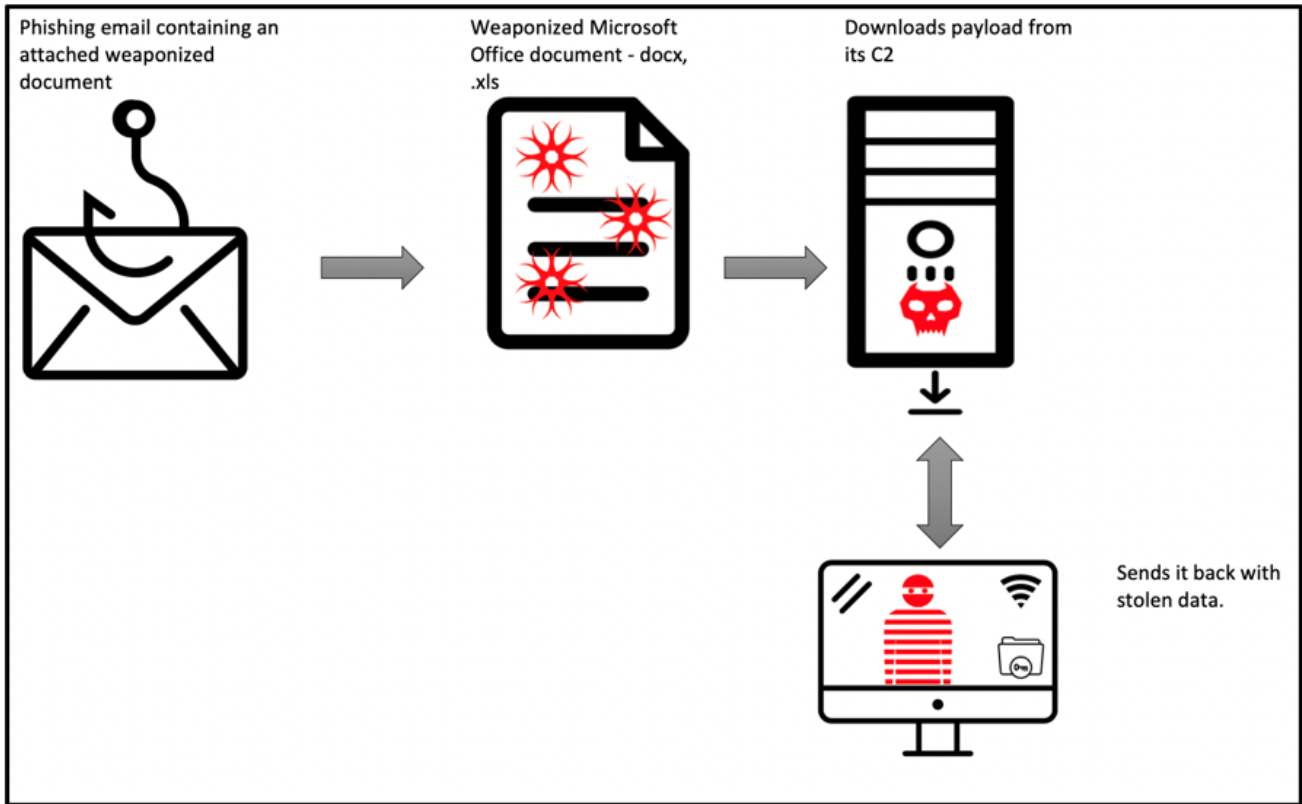 Phishing email containing an
attached weaponized
document
Weaponized Microsoft
Office document - docx,
.xls
Downloads payload from
its C2
Sends it back with
stolen data.